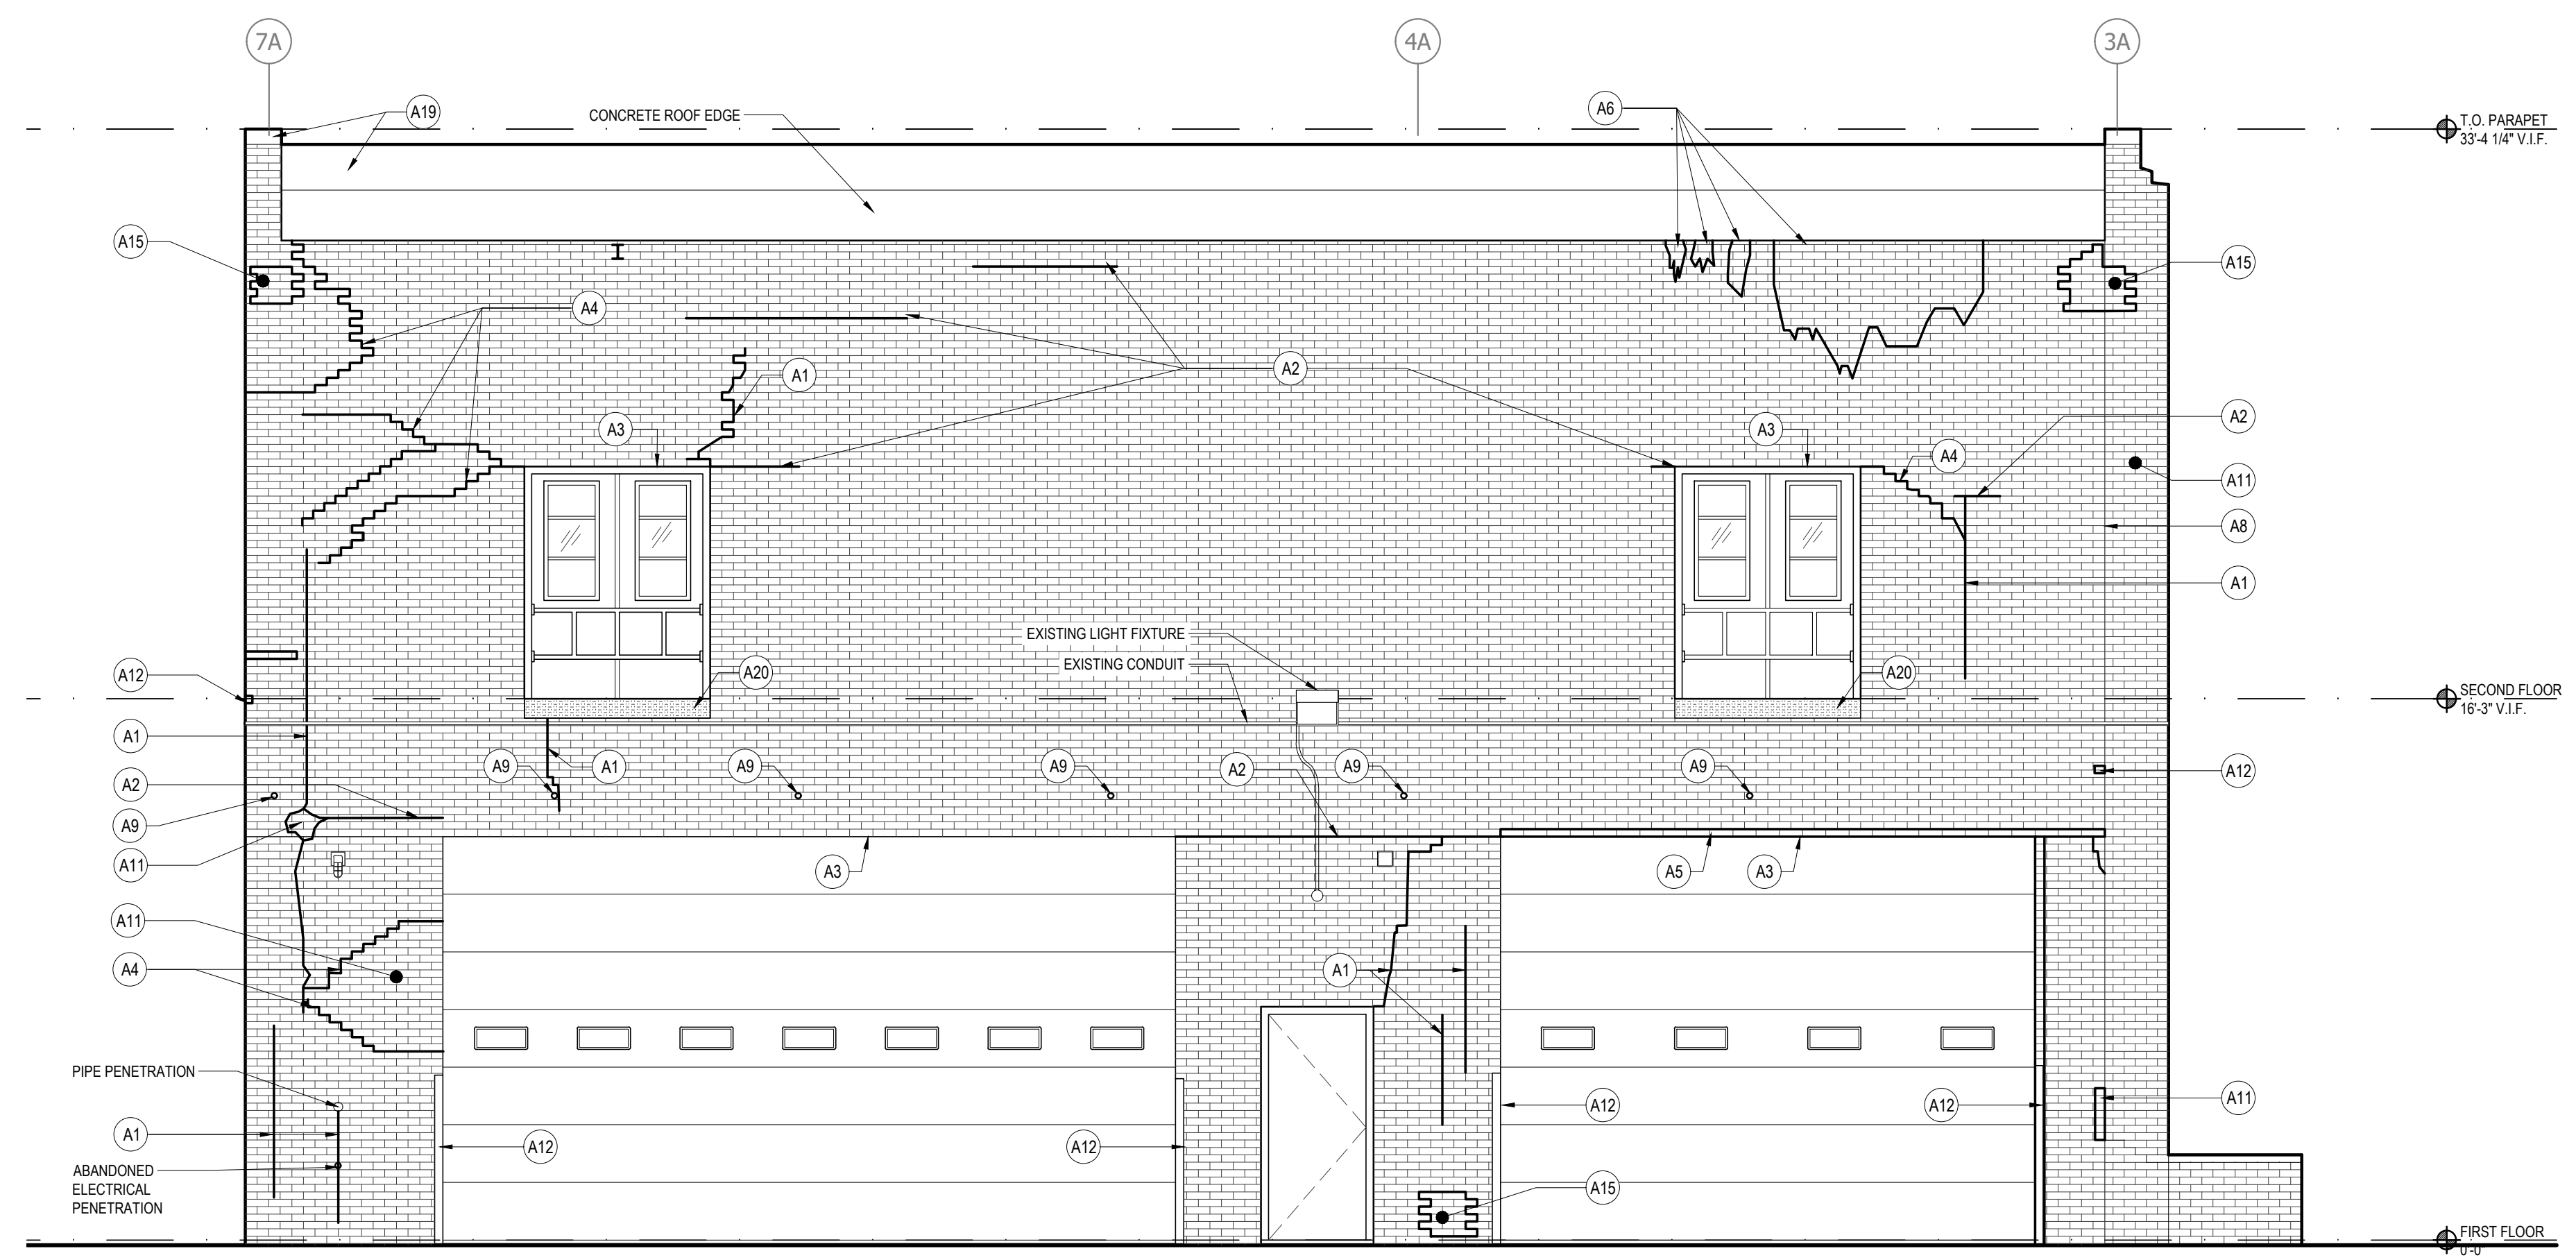 7A
4A
3A
A19
CONCRETE ROOF EDGE
A6
T.O. PARAPET
33'-4 1/4" V.I.F.
A15
A15
A4
A2
A1
A3
A3
A2
A4
A11
A8
A1
EXISTING LIGHT FIXTURE
EXISTING CONDUIT
A12
A20
A20
SECOND FLOOR
16'-3" V.I.F.
A1
A9
A1
A9
A9
A2
A9
A9
A12
A2
A9
A11
A3
A5
A3
A11
A4
A1
PIPE PENETRATION
A12
A12
A11
A1
A12
A12
ABANDONED
ELECTRICAL
PENETRATION
A15
FIRST FLOOR
0'-0"